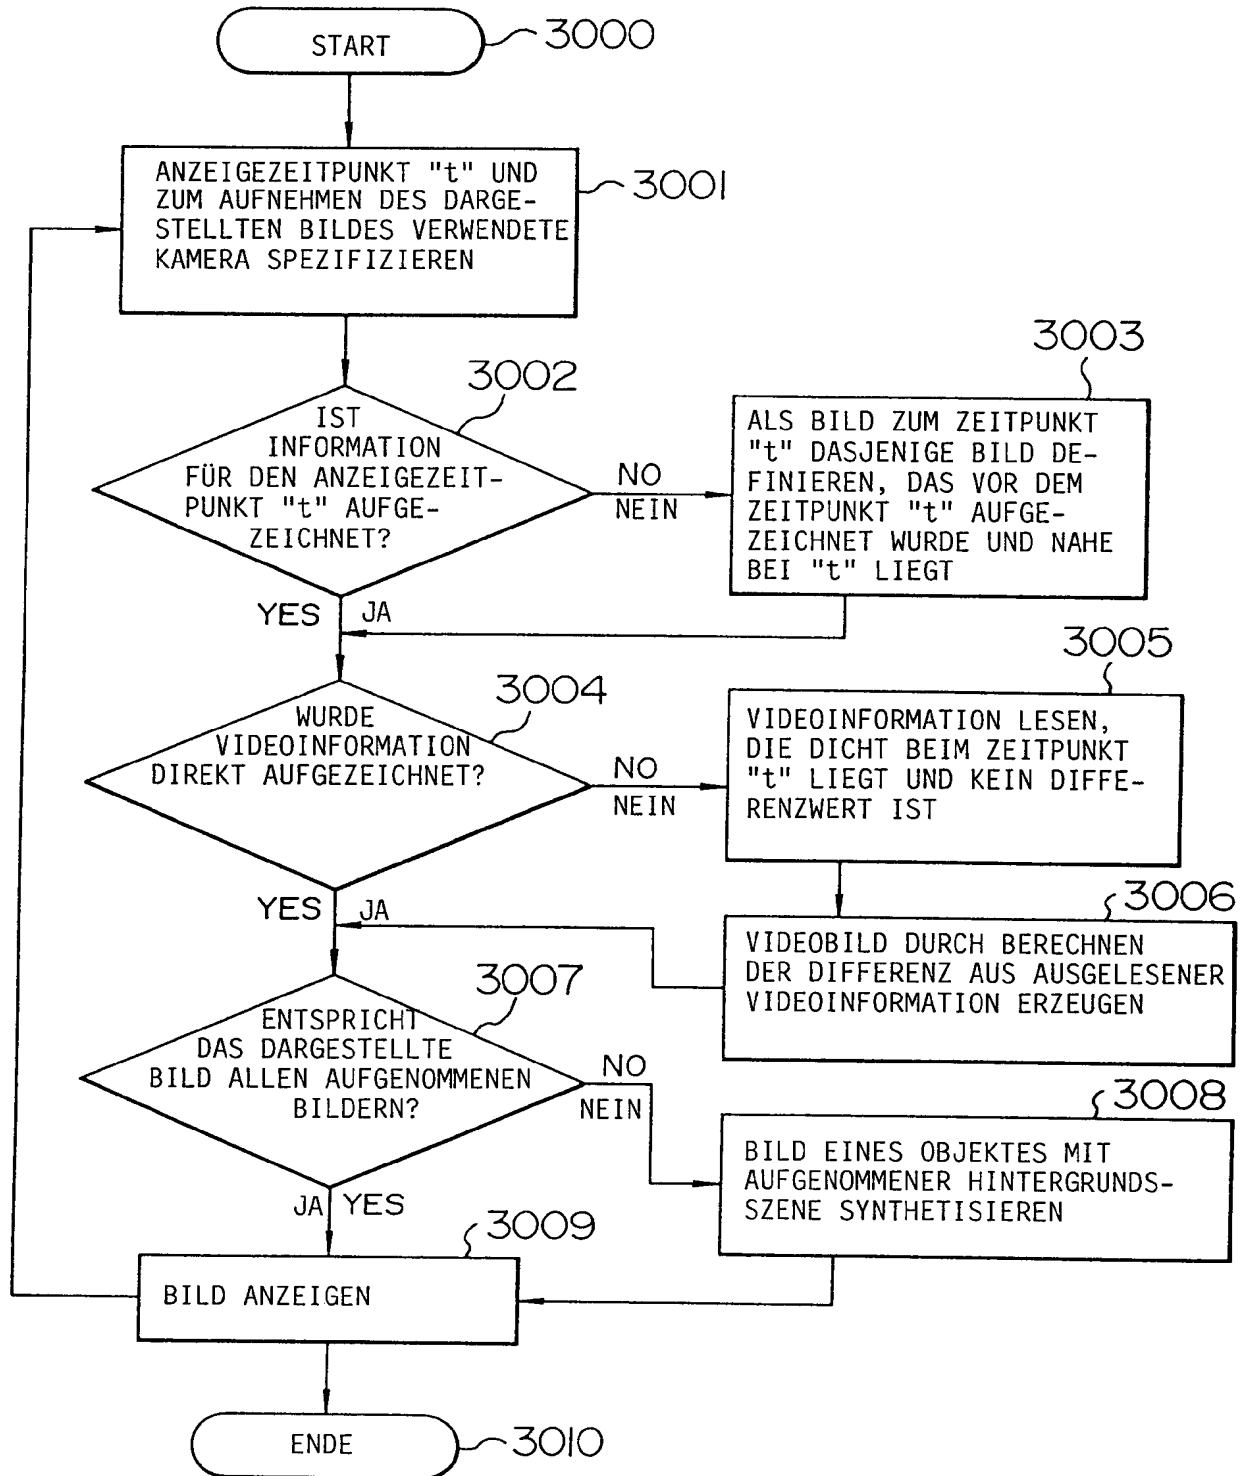 START
3000
ANZEIGEZEITPUNKT "t" UND
ZUM AUFNEHMEN DES DARGE-
STELLTEN BILDES VERWENDETE
KAMERA SPEZIFIZIEREN
3001
3002
IST
INFORMATION
FÜR DEN ANZEIGEZEIT-
PUNKT "t" AUFGE-
ZEICHNET?
NO
NEIN
3003
ALS BILD ZUM ZEITPUNKT
"t" DASJENIGE BILD DE-
FINIEREN, DAS VOR DEM
ZEITPUNKT "t" AUFGE-
ZEICHNET WURDE UND NAHE
BEI "t" LIEGT
YES JA
3004
WURDE
VIDEOINFORMATION
DIREKT AUFGEZEICHNET?
NO
NEIN
3005
VIDEOINFORMATION LESEN,
DIE DICHT BEIM ZEITPUNKT
"t" LIEGT UND KEIN DIFFE-
RENZWERT IST
YES JA
3006
VIDEOBILD DURCH BERECHNEN
DER DIFFERENZ AUS AUSGELESENER
VIDEOINFORMATION ERZEUGEN
3007
ENTSPRICHT
DAS DARGESTELLTE
BILD ALLEN AUFGENOMMENEN
BILDERN?
NO
NEIN
3008
BILD EINES OBJEKTES MIT
AUFGENOMMENER HINTERGRUNDS-
SZENE SYNTHETISIEREN
JA YES
3009
BILD ANZEIGEN
ENDE
3010